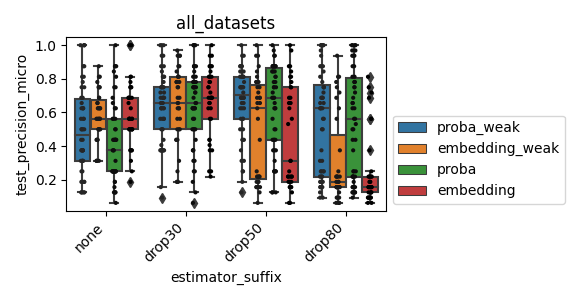 all_datasets
test_precision_micro
1.0
0.8
0.6
0.4
0.2
none
drop30
drop50
drop80
estimator_suffix
proba_weak
embedding_weak
proba
embedding